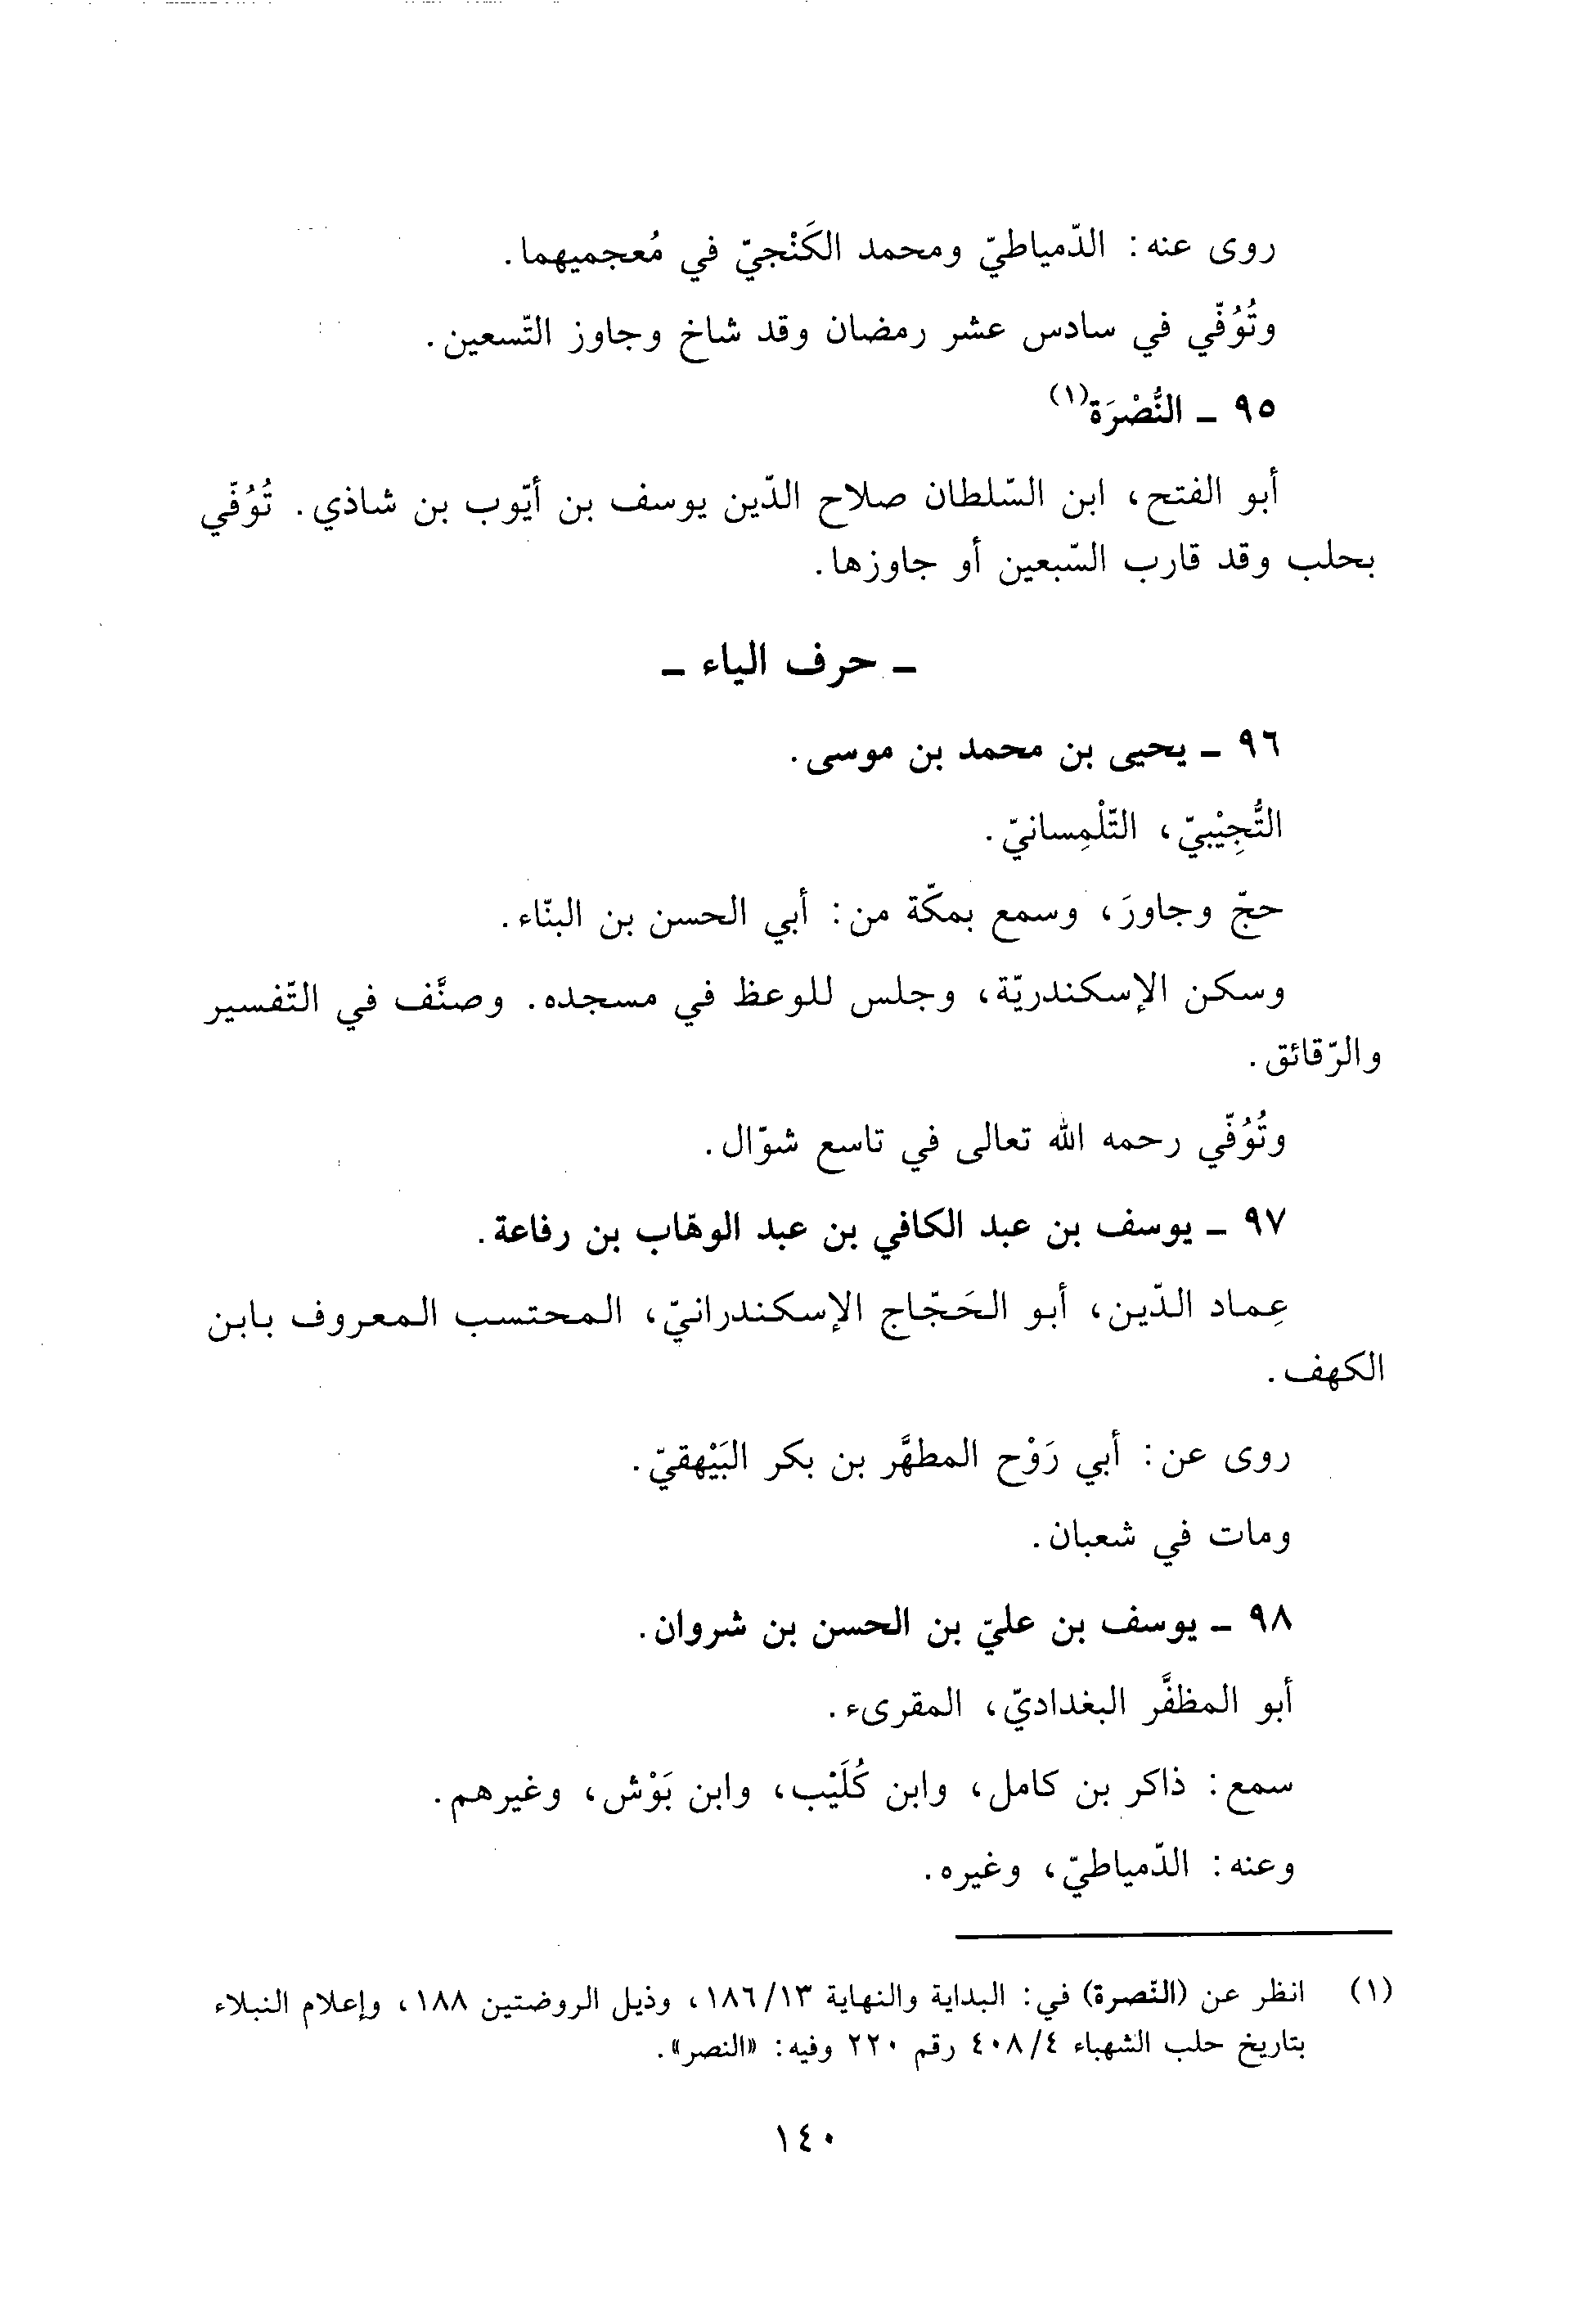 روى عنه: الدّمياطيّ ومحمد الكَنْجيّ في مُعجميهما.
وتُوُفّي في سادس عشر رمضان وقد شاخ وجاوز التّسعين.
٩٥ ـ النُّصْرَة(١)
أبو الفتح، ابن السّلطان صلاح الدّين يوسف بن أيّوب بن شاذي. تُوُفّي
بحلب وقد قارب السّبعين أو جاوزها.
ـ حرف الياء ـ
٩٦ ـ يحيى بن محمد بن موسى.
التُّجِيْبيّ، التّلْمِسانيّ.
حجّ وجاورَ، وسمع بمكّة من: أبي الحسن بن البنّاء.
وسكن الإسكندريّة، وجلس للوعظ في مسجده. وصنَّف في التّفسير
والرّقائق.
وتُوُفّي رحمه الله تعالى في تاسع شوّال.
٩٧ ـ يوسف بن عبد الكافي بن عبد الوهّاب بن رفاعة.
عِماد الدّين، أبو الحَجّاج الإسكندرانيّ، المحتسب المعروف بابن
الكهف.
روى عن: أبي رَوْح المطهَّر بن بكر البَيْهقيّ.
ومات في شعبان.
٩٨ ـ يوسف بن عليّ بن الحسن بن شروان.
أبو المظفَّر البغداديّ، المقرىء.
سمع: ذاكر بن كامل، وابن كُلَيْب، وابن بَوْش، وغيرهم.
وعنه: الدّمياطيّ، وغيره.
(١) انظر عن (النّصرة) في: البداية والنهاية ١٣/١٨٦، وذيل الروضتين ١٨٨، وإعلام النبلاء
بتاريخ حلب الشهباء ٤/٤٠٨ رقم ٢٢٠ وفيه: «النصر».
١٤٠